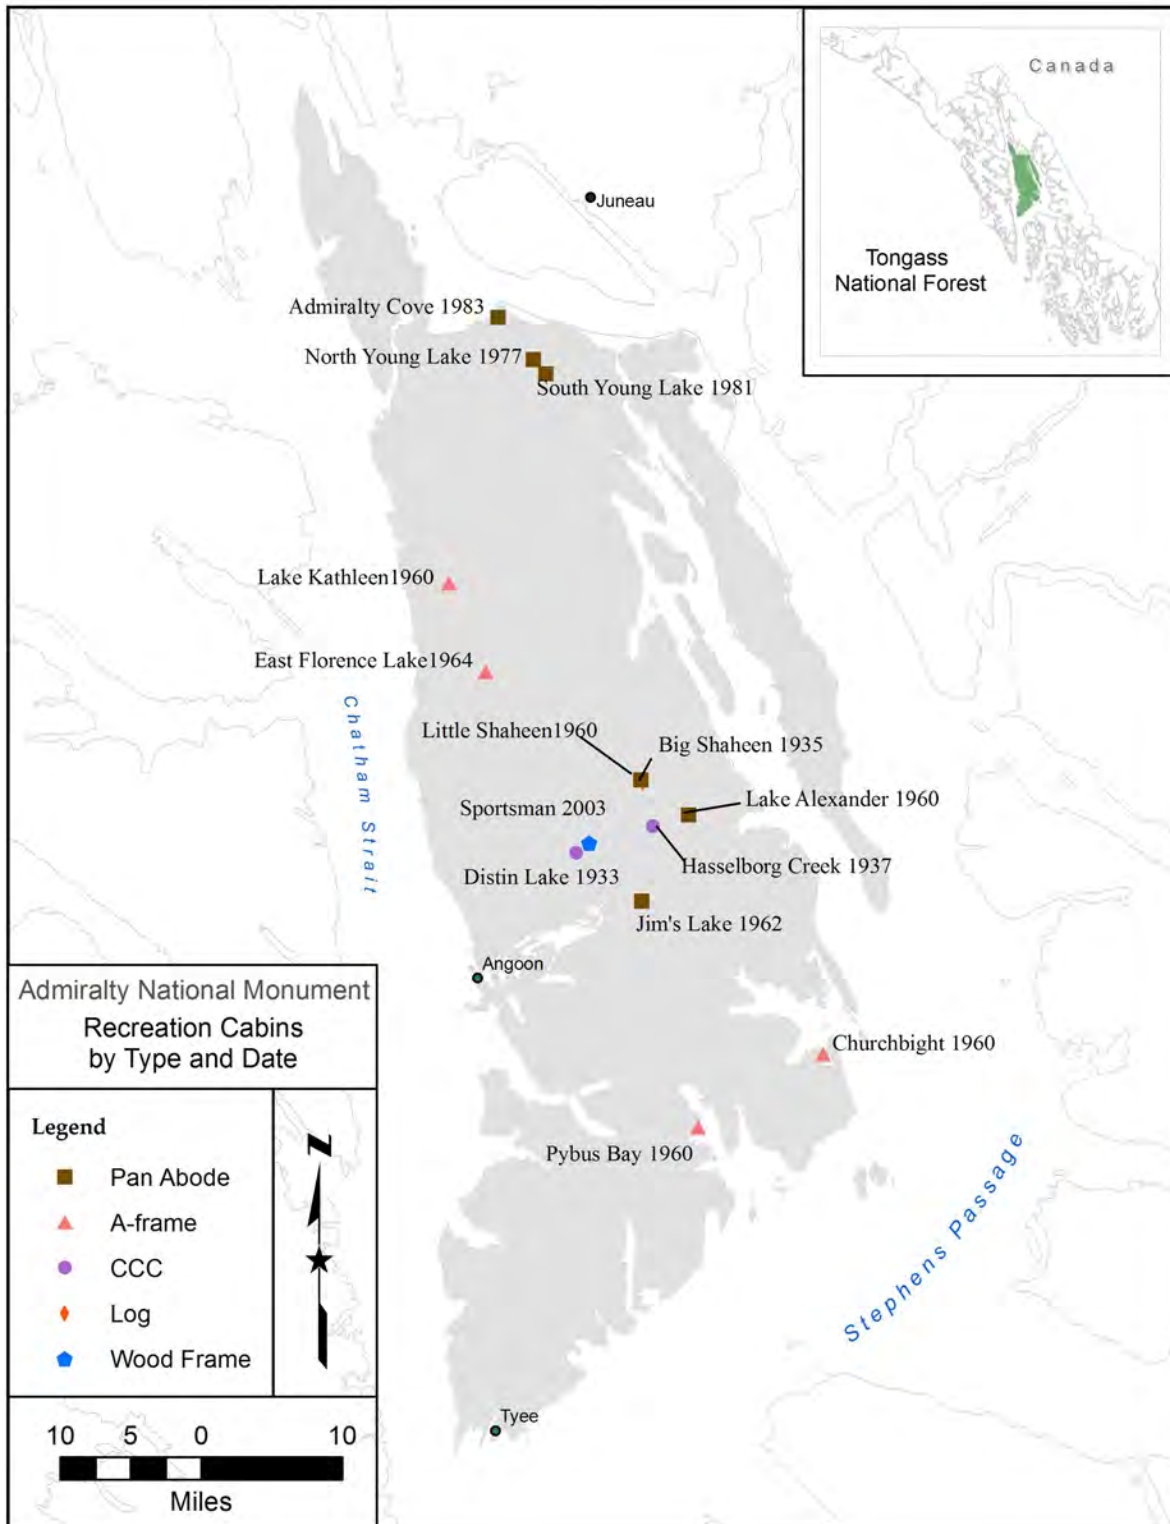 Canada
Tongass
National Forest
Juneau
Admiralty Cove 1983
North Young Lake 1977
South Young Lake 1981
Lake Kathleen1960
East Florence Lake1964
Chatham Strait
Little Shaheen1960
Big Shaheen 1935
Lake Alexander 1960
Sportsman 2003
Hasselborg Creek 1937
Distin Lake 1933
Jim's Lake 1962
Angoon
Churchbight 1960
Pybus Bay 1960
Stephens Passage
Tyee
Admiralty National Monument
Recreation Cabins
by Type and Date
Legend
Pan Abode
A-frame
CCC
Log
Wood Frame
N
10 5 0 10
Miles